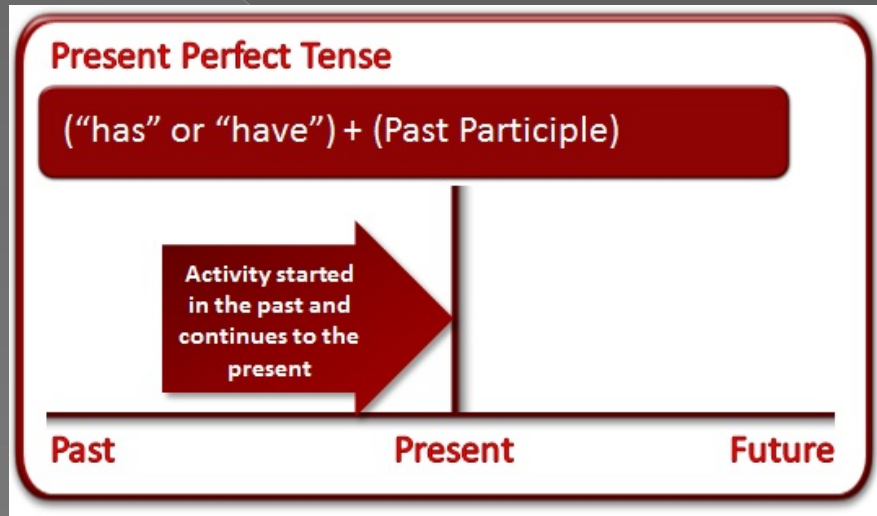 Present Perfect Tense
(“has” or “have”) + (Past Participle)
Activity started
in the past and
continues to the
present
Past Present Future